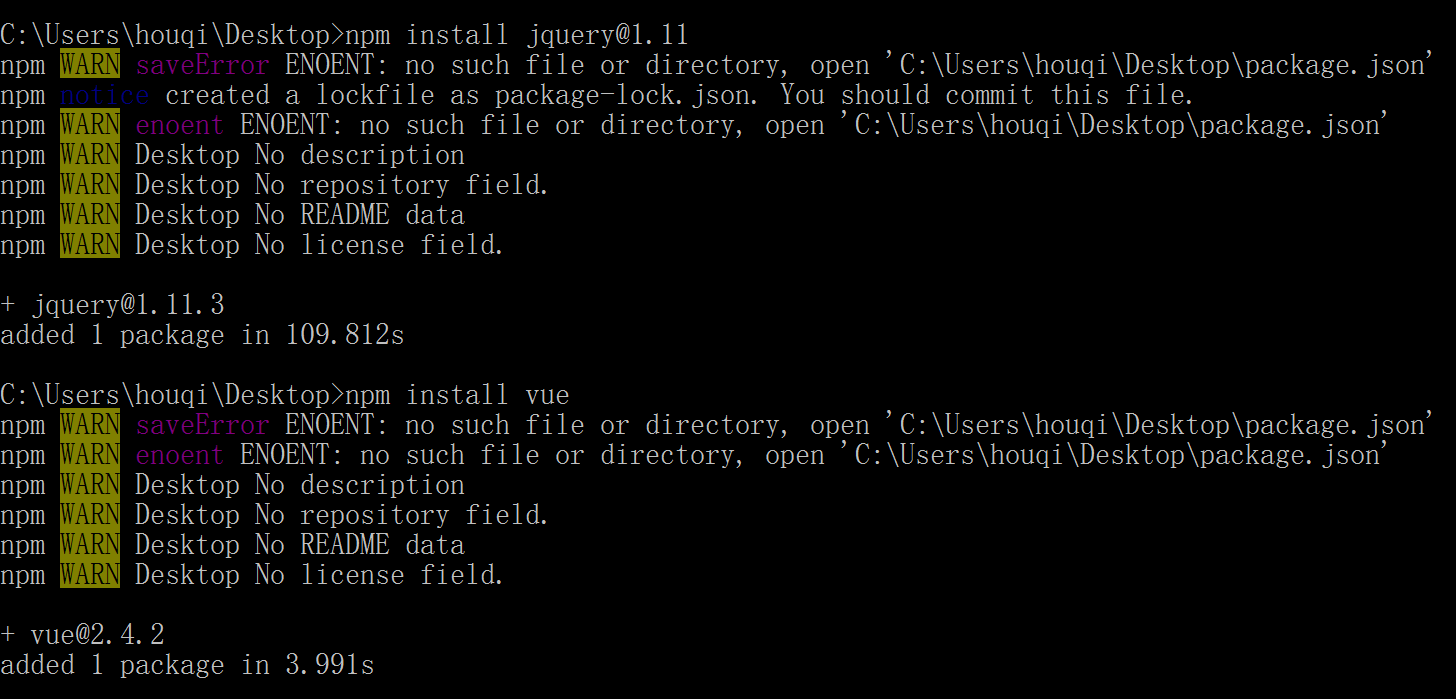 C:\Users\houqi\Desktop>npm install jquery@1.11
npm WARN saveError ENOENT: no such file or directory, open 'C:\Users\houqi\Desktop\package.json'
npm notice created a lockfile as package-lock.json. You should commit this file.
npm WARN enoent ENOENT: no such file or directory, open 'C:\Users\houqi\Desktop\package.json'
npm WARN Desktop No description
npm WARN Desktop No repository field.
npm WARN Desktop No README data
npm WARN Desktop No license field.
+ jquery@1.11.3
added 1 package in 109.812s
C:\Users\houqi\Desktop>npm install vue
npm WARN saveError ENOENT: no such file or directory, open 'C:\Users\houqi\Desktop\package.json'
npm WARN enoent ENOENT: no such file or directory, open 'C:\Users\houqi\Desktop\package.json'
npm WARN Desktop No description
npm WARN Desktop No repository field.
npm WARN Desktop No README data
npm WARN Desktop No license field.
+ vue@2.4.2
added 1 package in 3.991s